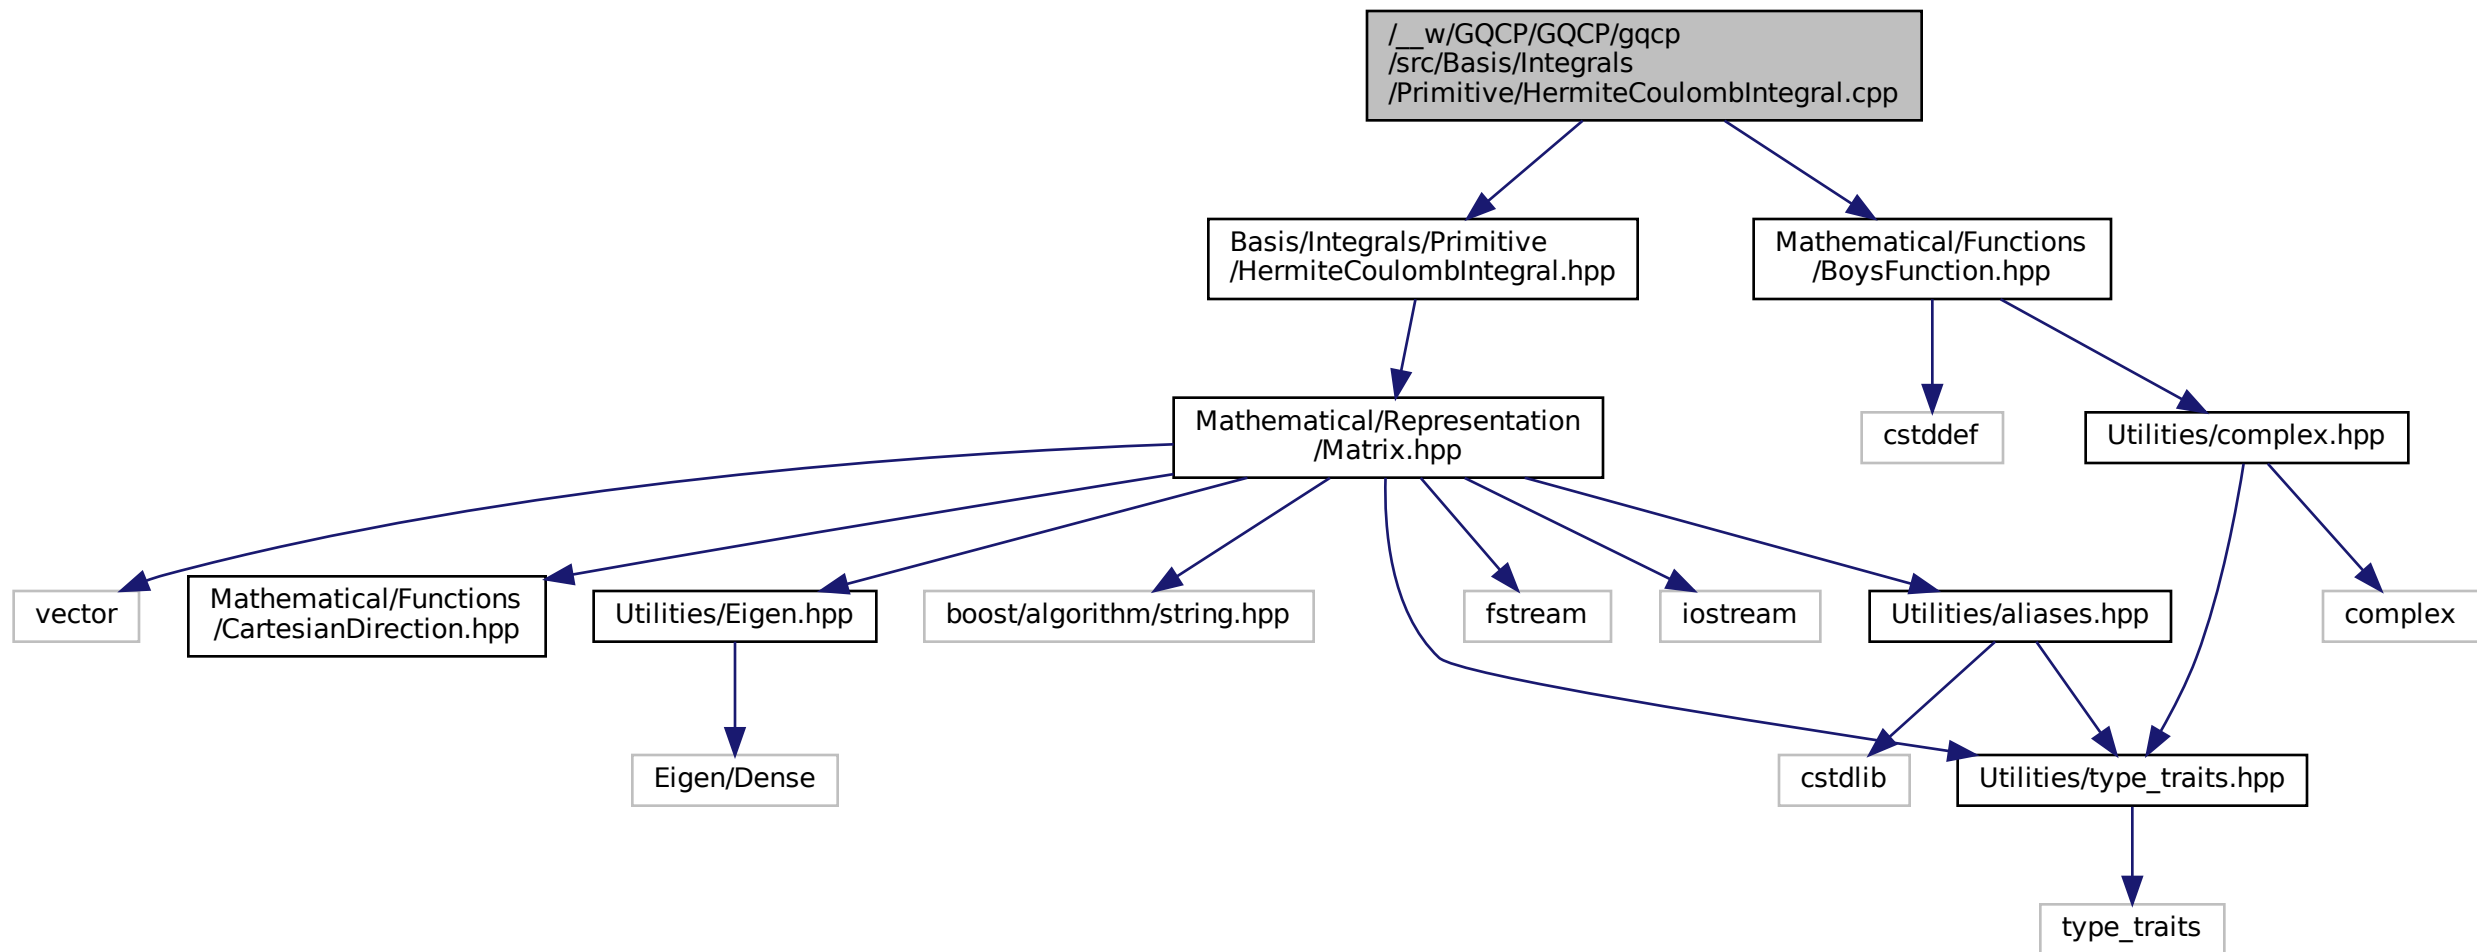 /__w/GQCP/GQCP/gqcp
/src/Basis/Integrals
/Primitive/HermiteCoulombIntegral.cpp
Basis/Integrals/Primitive
/HermiteCoulombIntegral.hpp
Mathematical/Functions
/BoysFunction.hpp
Mathematical/Representation
/Matrix.hpp
cstddef
Utilities/complex.hpp
vector
Mathematical/Functions
/CartesianDirection.hpp
Utilities/Eigen.hpp
boost/algorithm/string.hpp
fstream
iostream
Utilities/aliases.hpp
complex
Eigen/Dense
cstdlib
Utilities/type_traits.hpp
type_traits